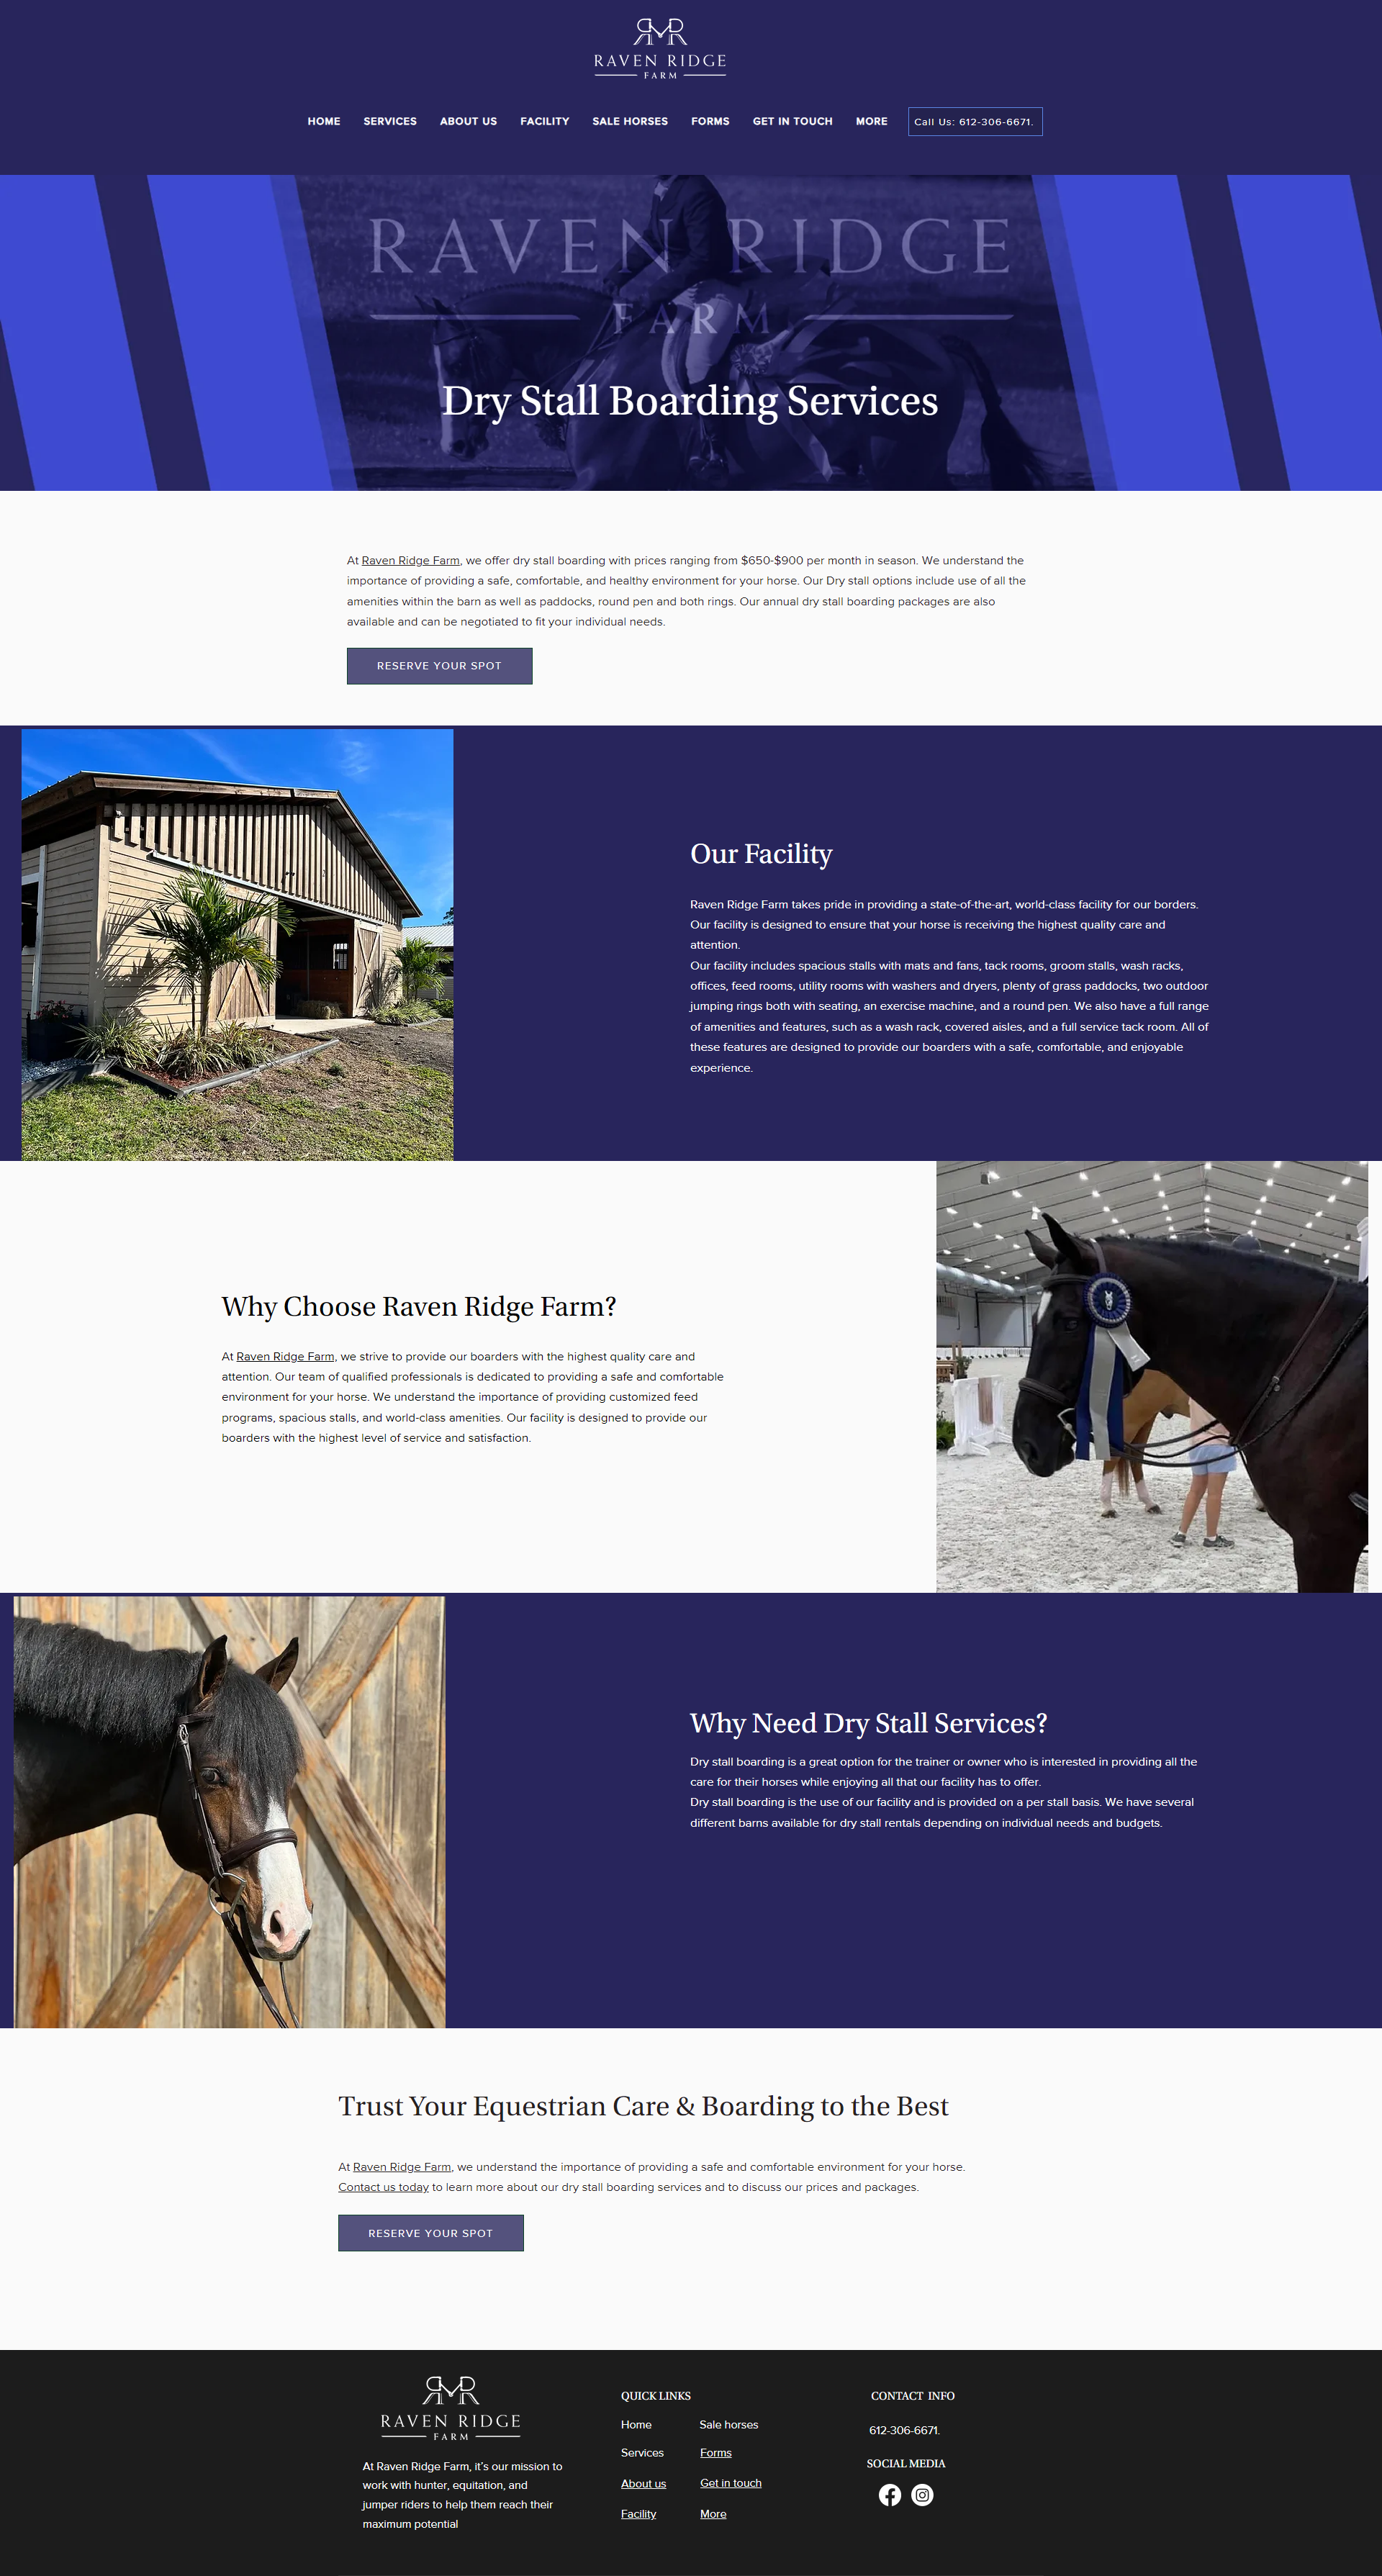 RAVEN RIDGE
FARM
HOME SERVICES ABOUT US FACILITY SALE HORSES FORMS GET IN TOUCH MORE Call Us: 612-306-6671.
RAVEN RIDGE
FARM
Dry Stall Boarding Services
At Raven Ridge Farm, we offer dry stall boarding with prices ranging from $650-$900 per month in season. We understand the
importance of providing a safe, comfortable, and healthy environment for your horse. Our Dry stall options include use of all the
amenities within the barn as well as paddocks, round pen and both rings. Our annual dry stall boarding packages are also
available and can be negotiated to fit your individual needs.
RESERVE YOUR SPOT
Our Facility
Raven Ridge Farm takes pride in providing a state-of-the-art, world-class facility for our borders.
Our facility is designed to ensure that your horse is receiving the highest quality care and
attention.
Our facility includes spacious stalls with mats and fans, tack rooms, groom stalls, wash racks,
offices, feed rooms, utility rooms with washers and dryers, plenty of grass paddocks, two outdoor
jumping rings both with seating, an exercise machine, and a round pen. We also have a full range
of amenities and features, such as a wash rack, covered aisles, and a full service tack room. All of
these features are designed to provide our boarders with a safe, comfortable, and enjoyable
experience.
Why Choose Raven Ridge Farm?
At Raven Ridge Farm, we strive to provide our boarders with the highest quality care and
attention. Our team of qualified professionals is dedicated to providing a safe and comfortable
environment for your horse. We understand the importance of providing customized feed
programs, spacious stalls, and world-class amenities. Our facility is designed to provide our
boarders with the highest level of service and satisfaction.
Why Need Dry Stall Services?
Dry stall boarding is a great option for the trainer or owner who is interested in providing all the
care for their horses while enjoying all that our facility has to offer.
Dry stall boarding is the use of our facility and is provided on a per stall basis. We have several
different barns available for dry stall rentals depending on individual needs and budgets.
Trust Your Equestrian Care & Boarding to the Best
At Raven Ridge Farm, we understand the importance of providing a safe and comfortable environment for your horse.
Contact us today to learn more about our dry stall boarding services and to discuss our prices and packages.
RESERVE YOUR SPOT
RAVEN RIDGE
FARM
At Raven Ridge Farm, it's our mission to
work with hunter, equitation, and
jumper riders to help them reach their
maximum potential
QUICK LINKS
Home Sale horses
Services Forms
About us Get in touch
Facility More
CONTACT INFO
612-306-6671.
SOCIAL MEDIA